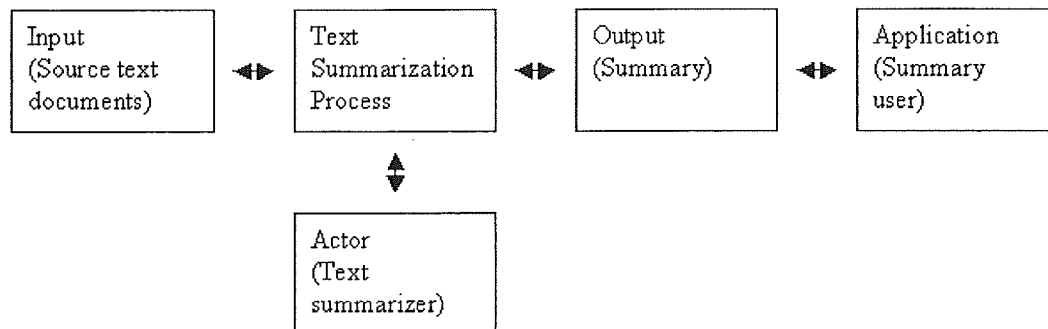 Input
(Source text
documents)
Text
Summarization
Process
Output
(Summary)
Application
(Summary
user)
Actor
(Text
summarizer)